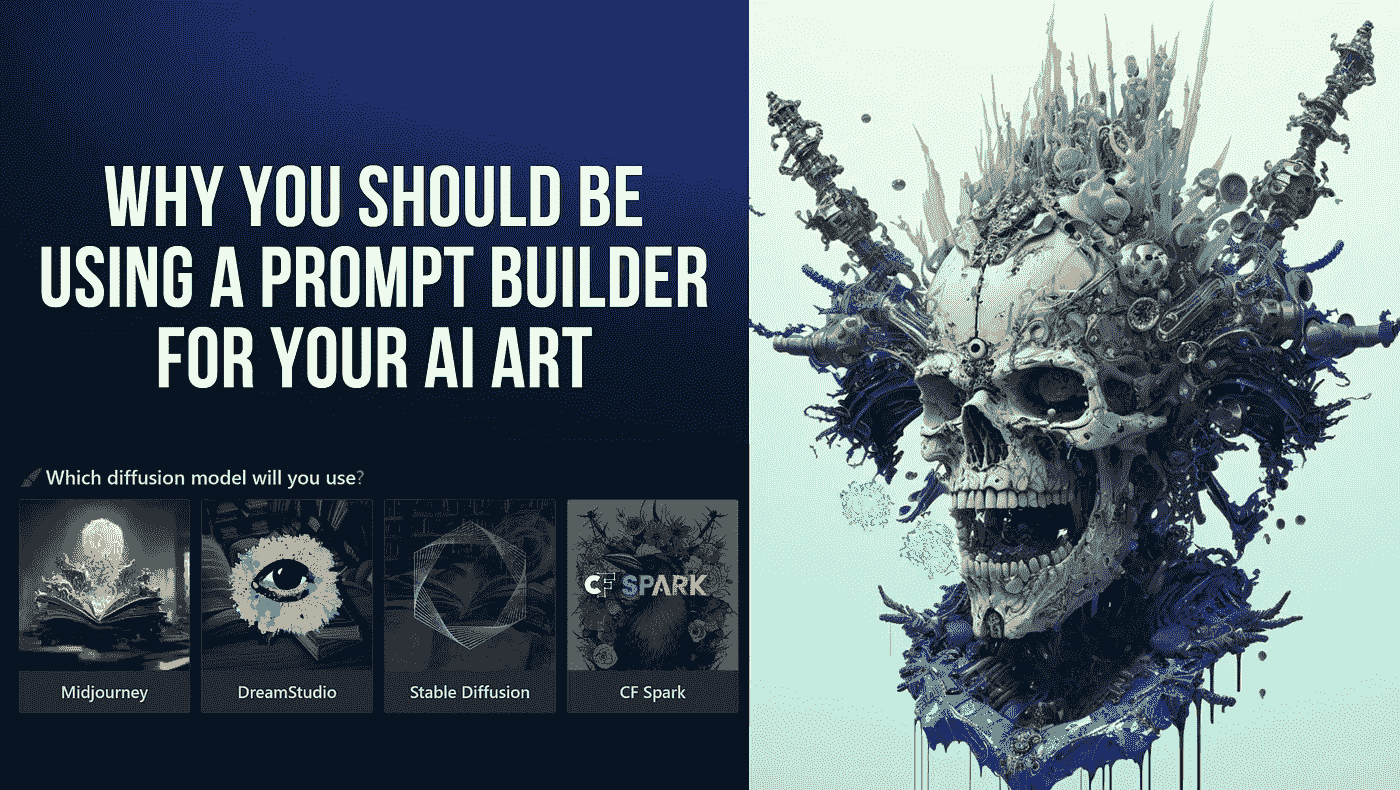 WHY YOU SHOULD BE
USING A PROMPT BUILDER
FOR YOUR AI ART
Which diffusion model will you use?
CF SPARK
Midjourney
DreamStudio
Stable Diffusion
CF Spark